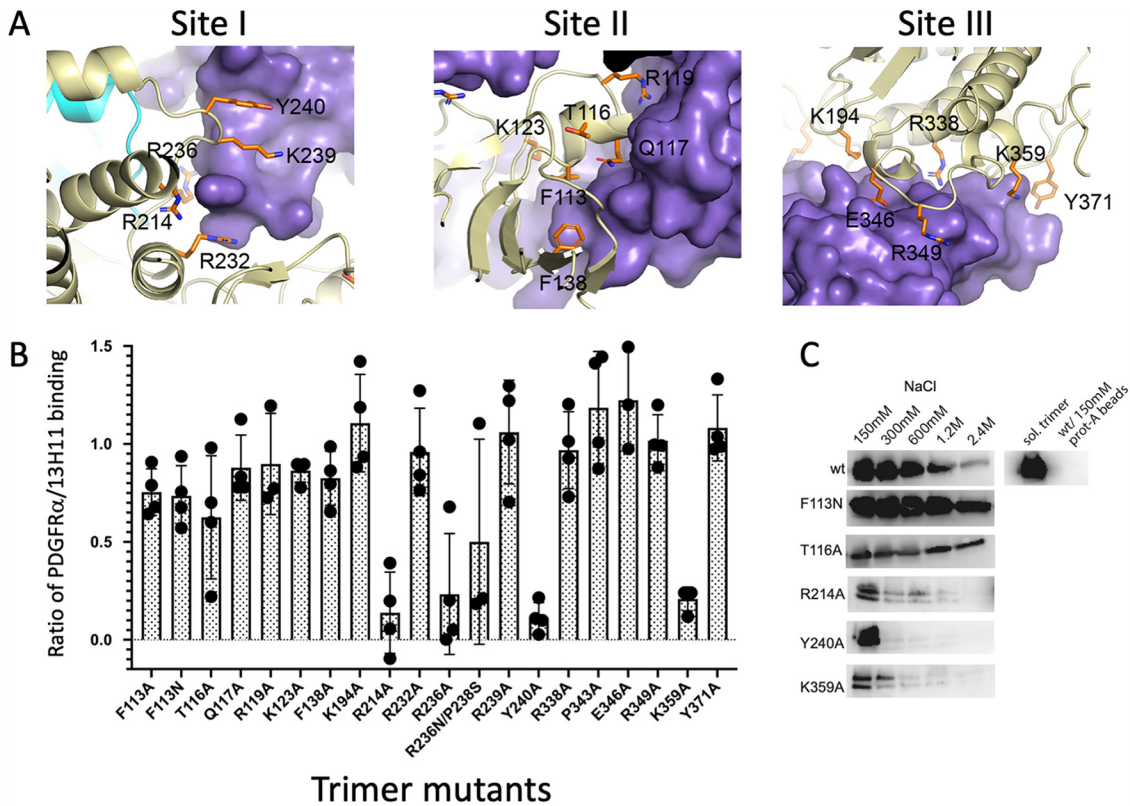 A
Site I
Site II
Site III
Y240
R236
K239
R214
R232
R119
T116
K123
Q117
F113
F138
K194
R338
K359
E346
Y371
R349
B
Ratio of PDGFRα/13H11 binding
1.5
1.0
0.5
0.0
F113A
F113N
T116A
Q117A
R119A
K123A
F138A
K194A
R214A
R232A
R236A
R236N/P238S
R239A
Y240A
R338A
P343A
E346A
R349A
K359A
Y371A
Trimer mutants
C
NaCl
150mM
300mM
600mM
1.2M
2.4M
sol. trimer
wt/ 150mM
prot-A beads
wt
F113N
T116A
R214A
Y240A
K359A